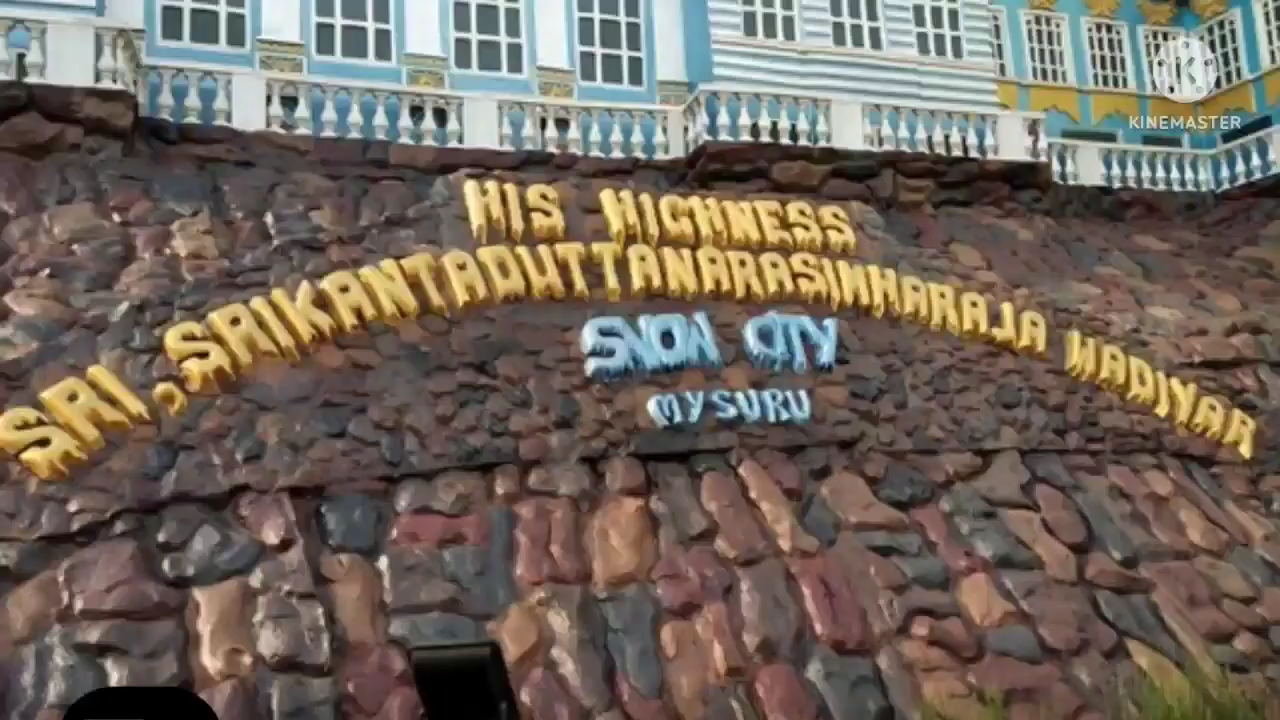 KINEMASTER
HIS HIGHNESS
SRI,SRIKANTADUTTANARASIMHARAJA WADIYAR
SNOW CITY
MYSURU